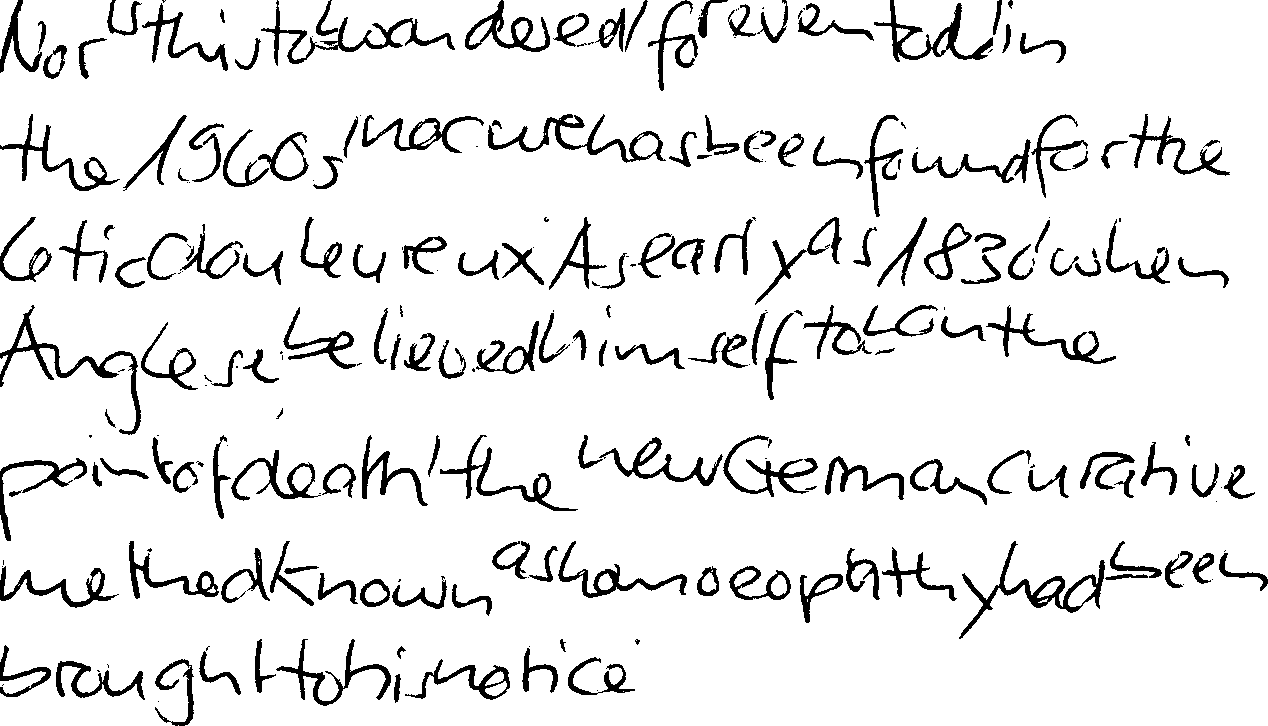 Nor is this to be wondered / for even today in
the 1960s , no cure has been found for the
tic douloureux As early as 1830 , when
Anglese believed himself to be on the
point of death , the new German curative
method known as homoeopathy had been
brought to his notice .